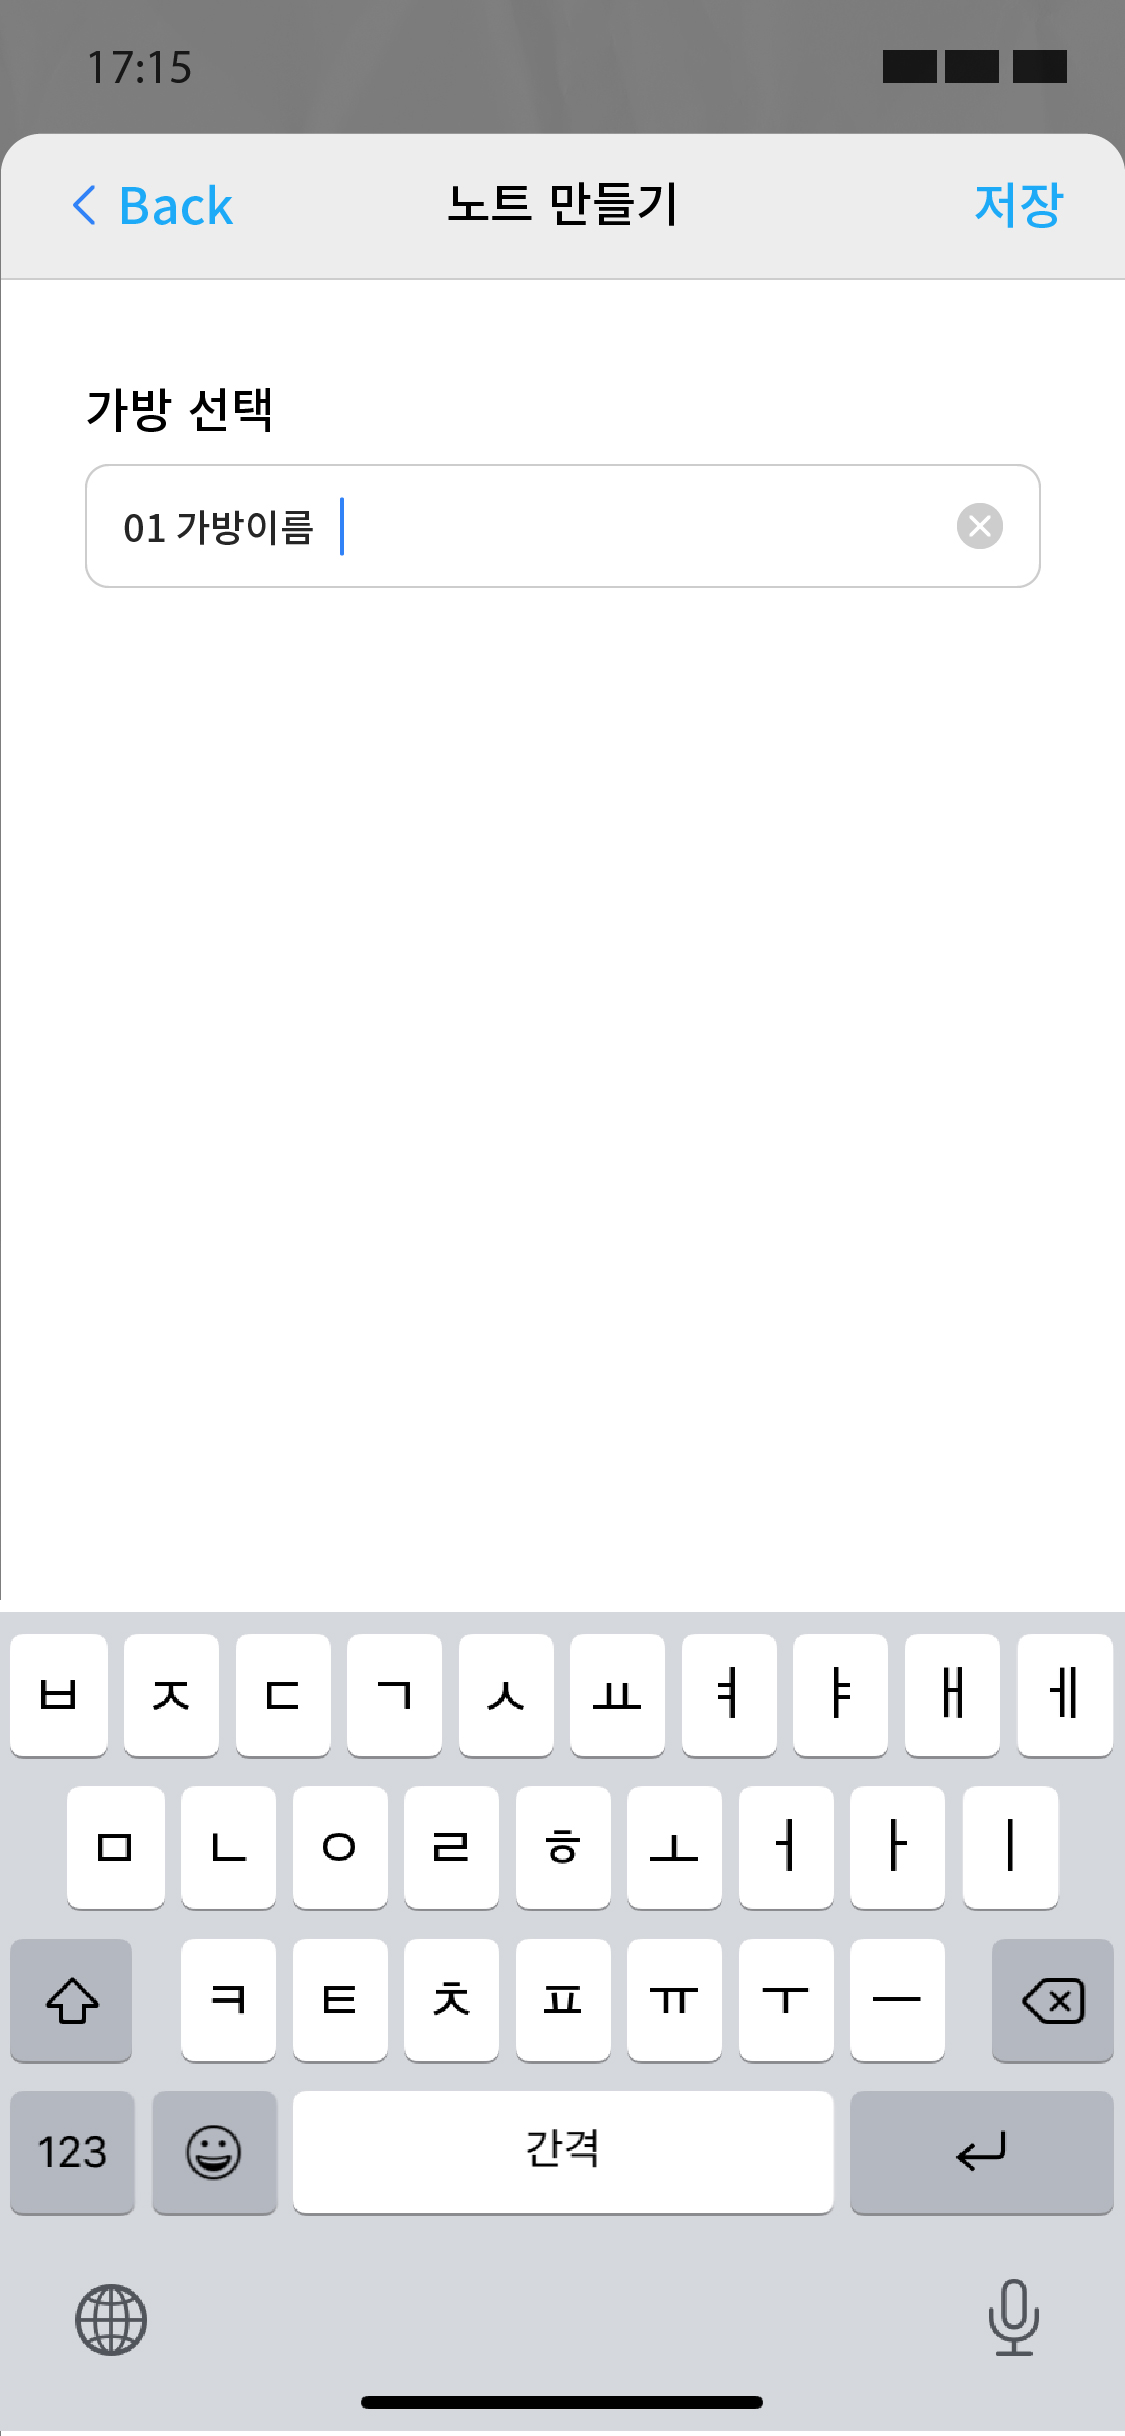 17:15
Back 노트 만들기 저장
가방 선택
01 가방이름
ㅂ ㅈ ㄷ ㄱ ㅅ ㅛ ㅕ ㅑ ㅐ ㅔ
ㅁ ㄴ ㅇ ㄹ ㅎ ㅗ ㅓ ㅏ ㅣ
ㅋ ㅌ ㅊ ㅍ ㅠ ㅜ ㅡ
123 간격